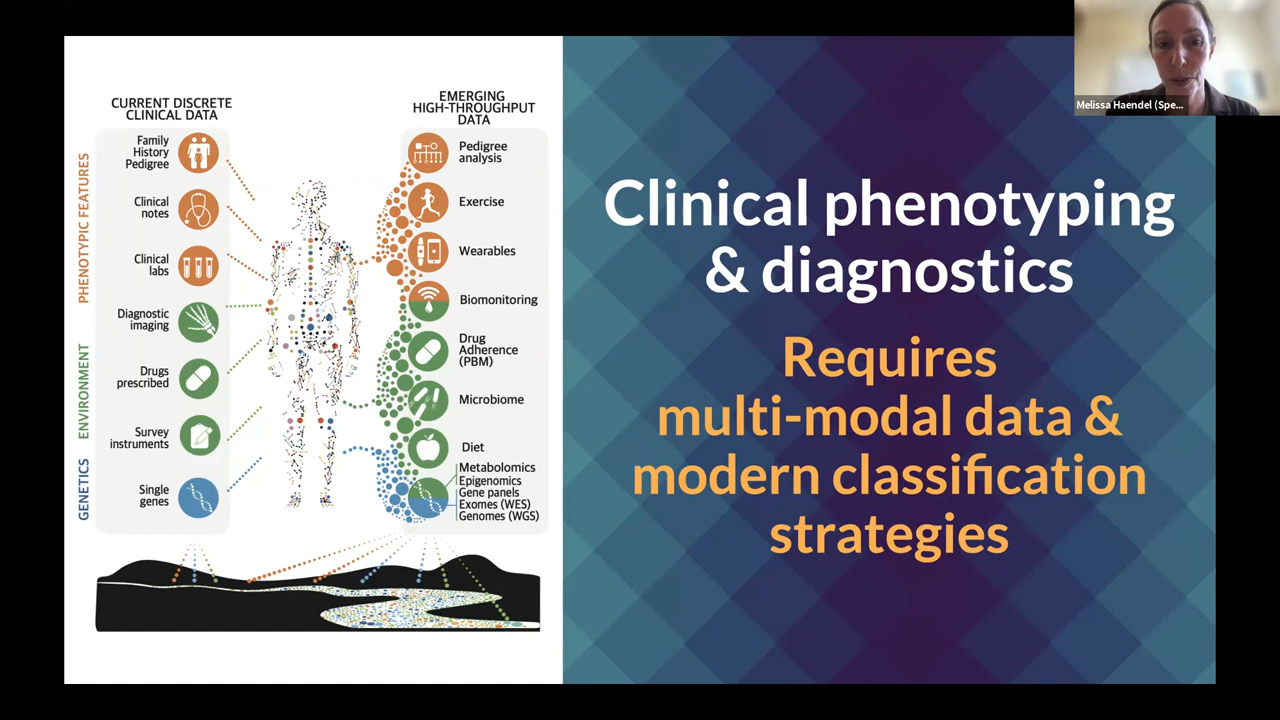 CURRENT DISCRETE
CLINICAL DATA
EMERGING
HIGH-THROUGHPUT
DATA
PHENOTYPIC FEATURES
ENVIRONMENT
GENETICS
Family
History
Pedigree
Clinical
notes
Clinical
labs
Diagnostic
imaging
Drugs
prescribed
Survey
instruments
Single
genes
Pedigree
analysis
Exercise
Wearables
Biomonitoring
Drug
Adherence
(PBM)
Microbiome
Diet
Metabolomics
Epigenomics
Gene panels
Exomes (WES)
Genomes (WGS)
Clinical phenotyping
& diagnostics
Requires
multi-modal data &
modern classification
strategies
Melissa Haendel (Spe...